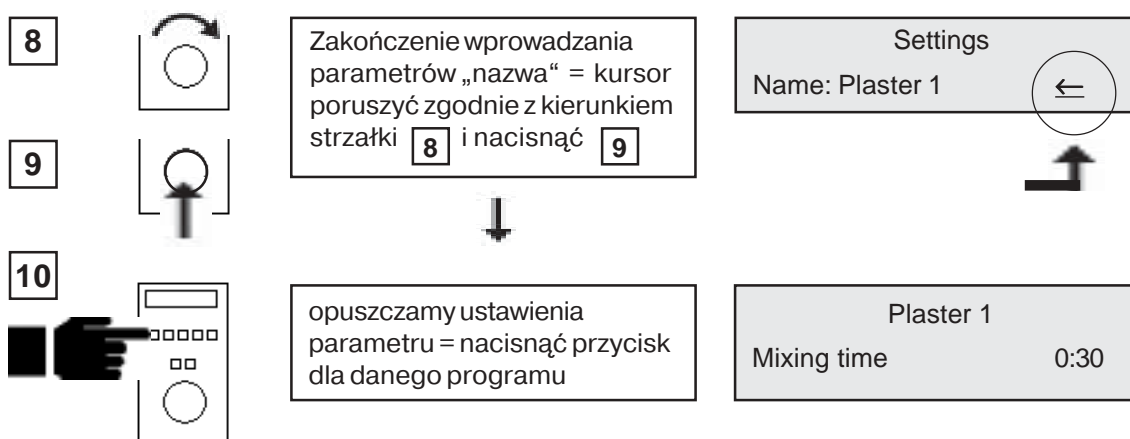 8
Zakończenie wprowadzania
parametrów „nazwa“ = kursor
poruszyć zgodnie z kierunkiem
strzałki 8 i nacisnąć 9
Settings
Name: Plaster 1 ←
9
10
opuszczamy ustawienia
parametru = nacisnąć przycisk
dla danego programu
Plaster 1
Mixing time 0:30